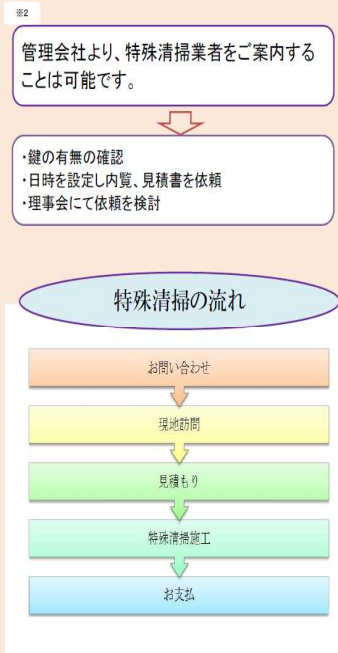 ※2
管理会社より、特殊清掃業者をご案内する
ことは可能です。
・鍵の有無の確認
・日時を設定し内覧、見積書を依頼
・理事会にて依頼を検討
特殊清掃の流れ
お問い合わせ
現地訪問
見積もり
特殊清掃施工
お支払